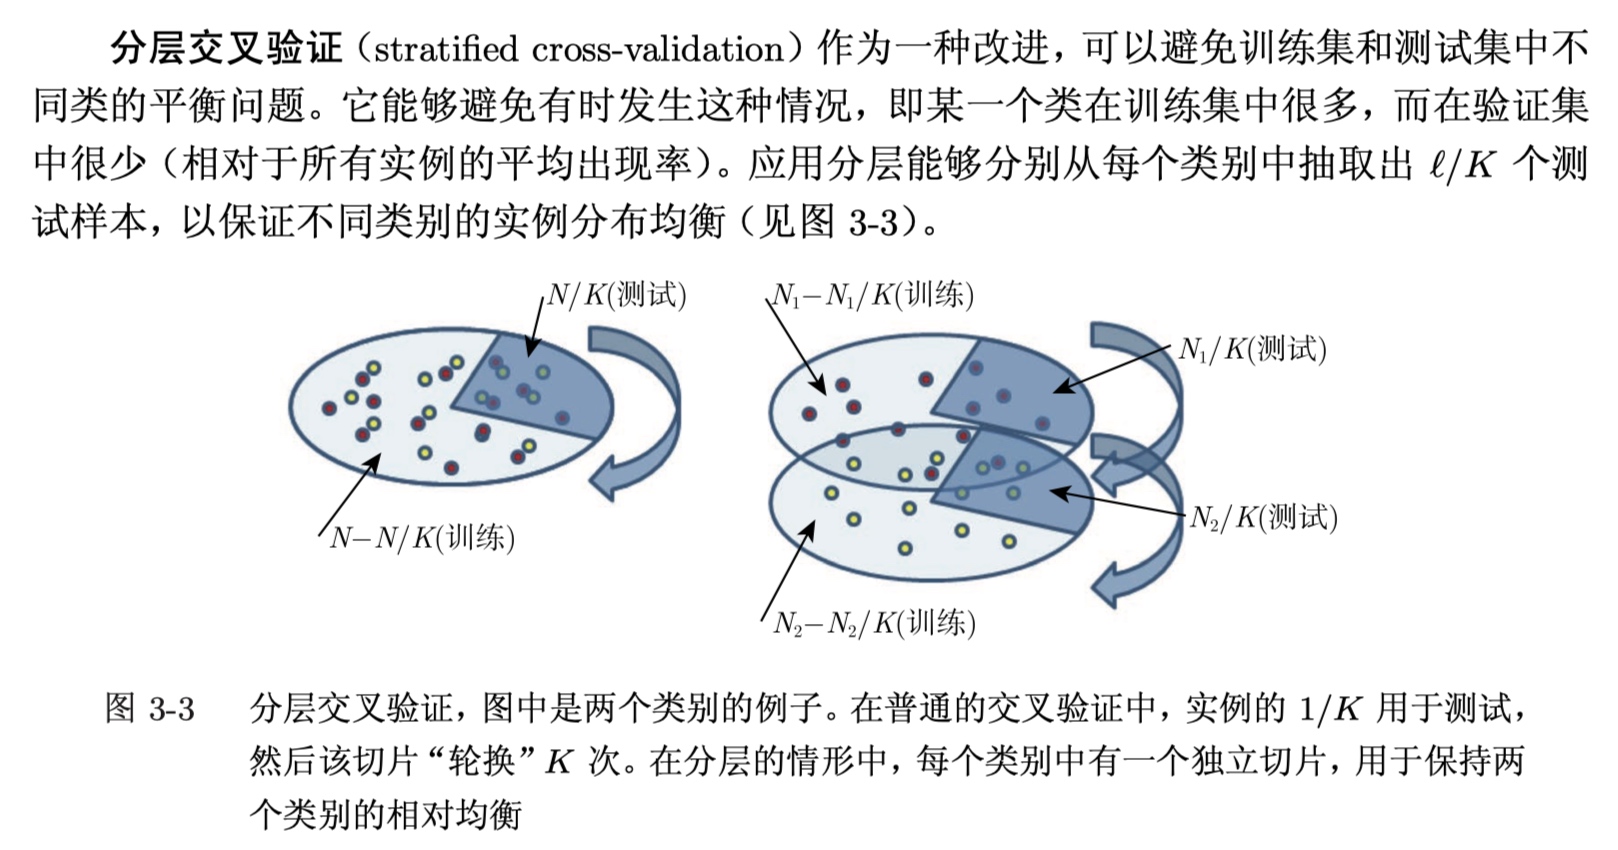 分层交叉验证（stratified cross-validation）作为一种改进，可以避免训练集和测试集中不
同类的平衡问题。它能够避免有时发生这种情况，即某一个类在训练集中很多，而在验证集
中很少（相对于所有实例的平均出现率）。应用分层能够分别从每个类别中抽取出 ℓ/K 个测
试样本，以保证不同类别的实例分布均衡（见图 3-3）。
N/K(测试)
N−N/K(训练)
N₁−N₁/K(训练)
N₁/K(测试)
N₂/K(测试)
N₂−N₂/K(训练)
图 3-3 分层交叉验证，图中是两个类别的例子。在普通的交叉验证中，实例的 1/K 用于测试，
然后该切片“轮换”K 次。在分层的情形中，每个类别中有一个独立切片，用于保持两
个类别的相对均衡